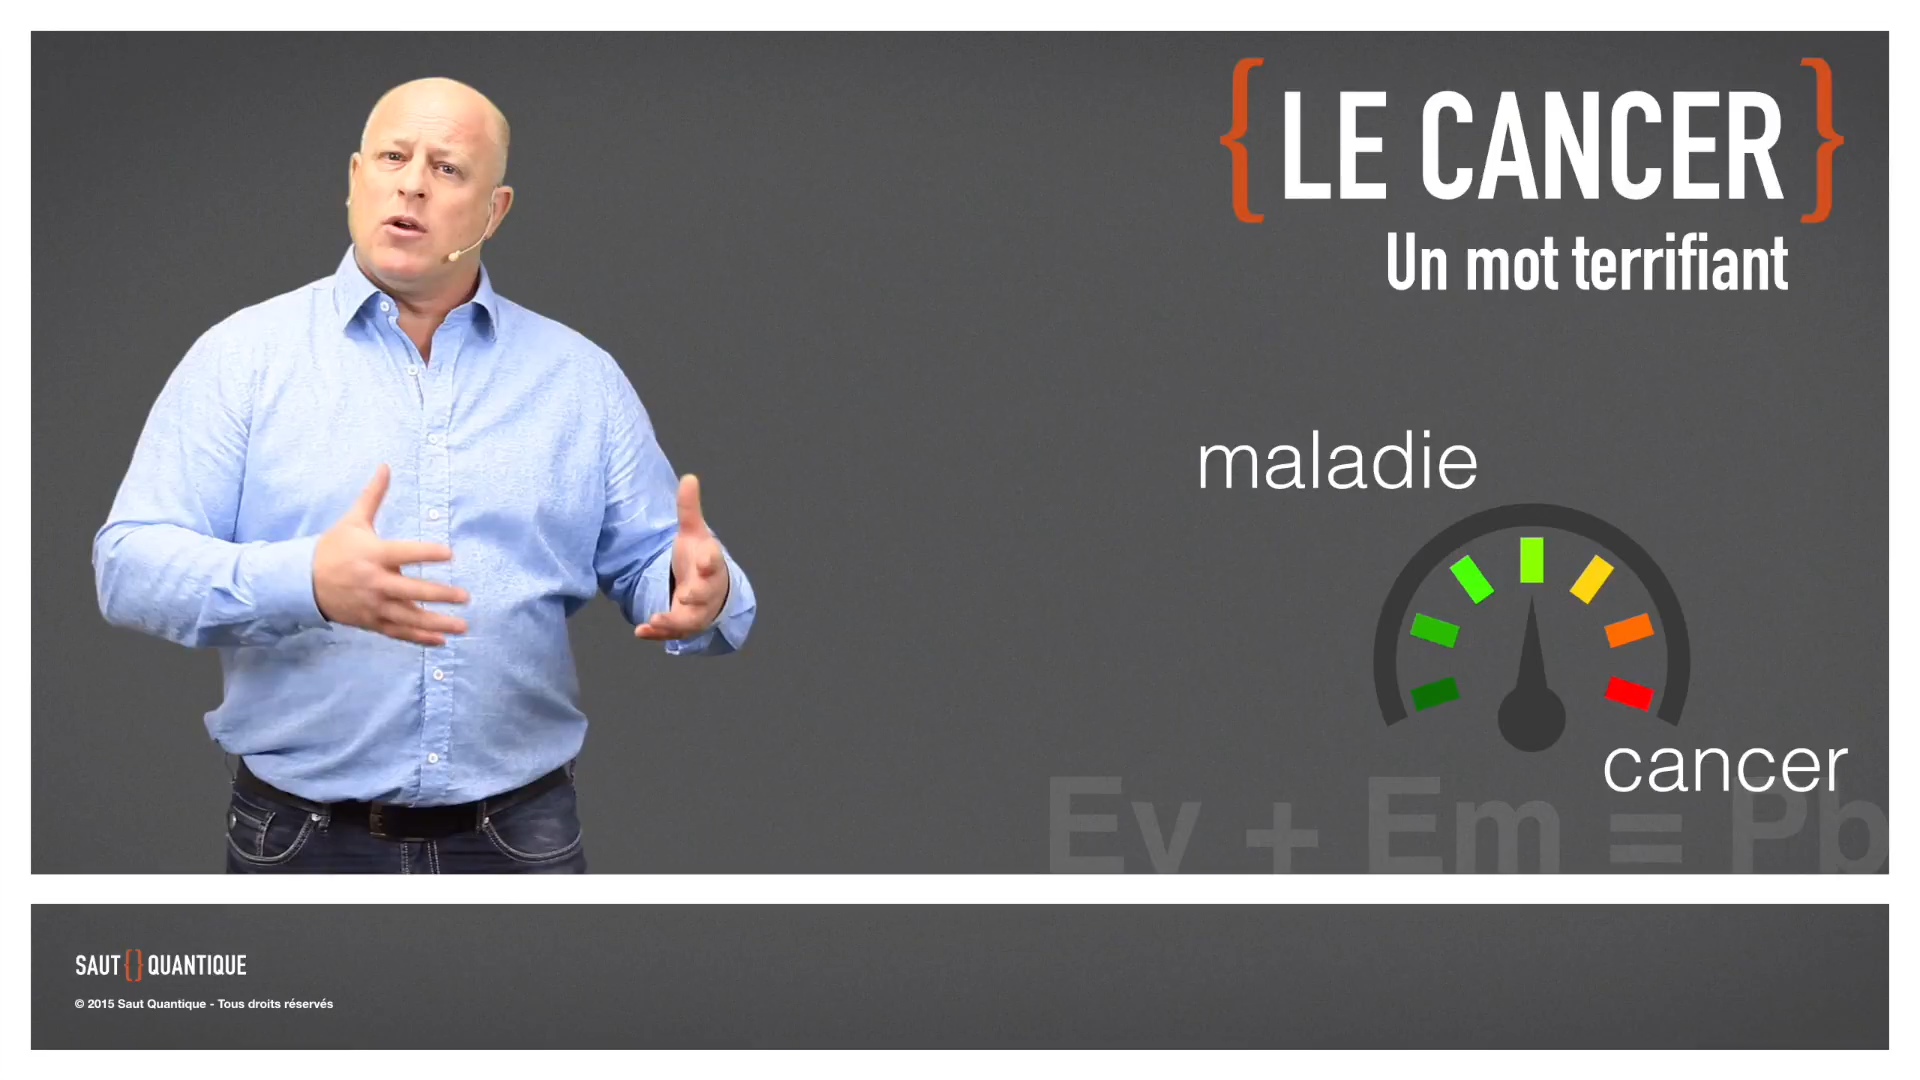 {LE CANCER}
Un mot terrifiant
maladie
cancer
Ev + Em = Pb
SAUT{}QUANTIQUE
© 2015 Saut Quantique - Tous droits réservés